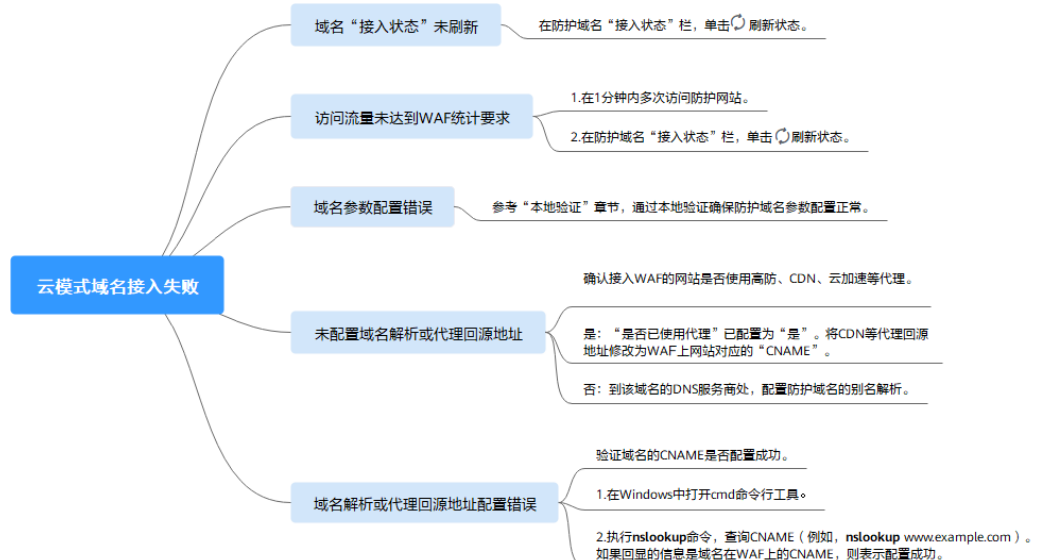 域名“接入状态”未刷新
在防护域名“接入状态”栏，单击 刷新状态。
访问流量未达到WAF统计要求
1.在1分钟内多次访问防护网站。
2.在防护域名“接入状态”栏，单击 刷新状态。
域名参数配置错误
参考“本地验证”章节，通过本地验证确保防护域名参数配置正常。
云模式域名接入失败
未配置域名解析或代理回源地址
确认接入WAF的网站是否使用高防、CDN、云加速等代理。
是：“是否已使用代理”已配置为“是”。将CDN等代理回源
地址修改为WAF上网站对应的“CNAME”。
否：到该域名的DNS服务商处，配置防护域名的别名解析。
域名解析或代理回源地址配置错误
验证域名的CNAME是否配置成功。
1.在Windows中打开cmd命令行工具。
2.执行nslookup命令，查询CNAME（例如，nslookup www.example.com）。
如果回显的信息是域名在WAF上的CNAME，则表示配置成功。